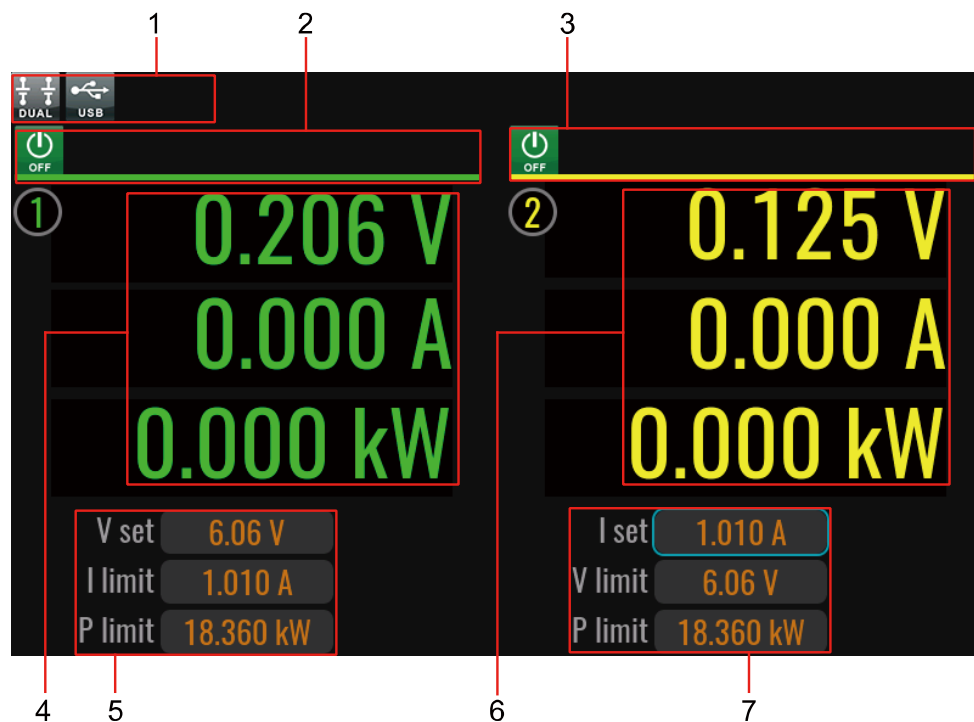 1 2 3
DUAL USB
OFF OFF
1 0.206 V 2 0.125 V
0.000 A 0.000 A
0.000 kW 0.000 kW
V set 6.06 V I set 1.010 A
I limit 1.010 A V limit 6.06 V
P limit 18.360 kW P limit 18.360 kW
4 5 6 7